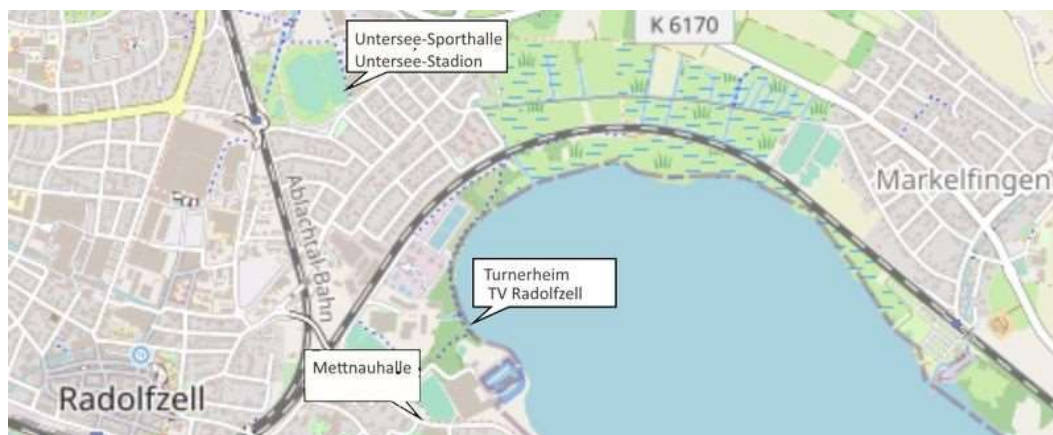 Untersee-Sporthalle
Untersee-Stadion
K 6170
Markelfingen
Ablachtal-Bahn
Turnerheim
TV Radolfzell
Mettnauhalle
Radolfzell